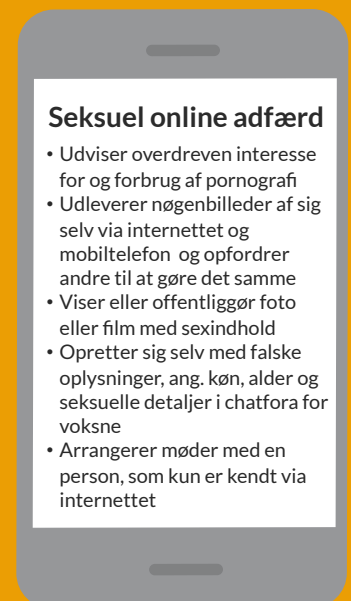 Seksuel online adfærd
• Udviser overdreven interesse
for og forbrug af pornografi
• Udleverer nøgenbilleder af sig
selv via internettet og
mobiltelefon og opfordrer
andre til at gøre det samme
• Viser eller offentliggør foto
eller film med sexindhold
• Opretter sig selv med falske
oplysninger, ang. køn, alder og
seksuelle detaljer i chatfora for
voksne
• Arrangerer møder med en
person, som kun er kendt via
internettet